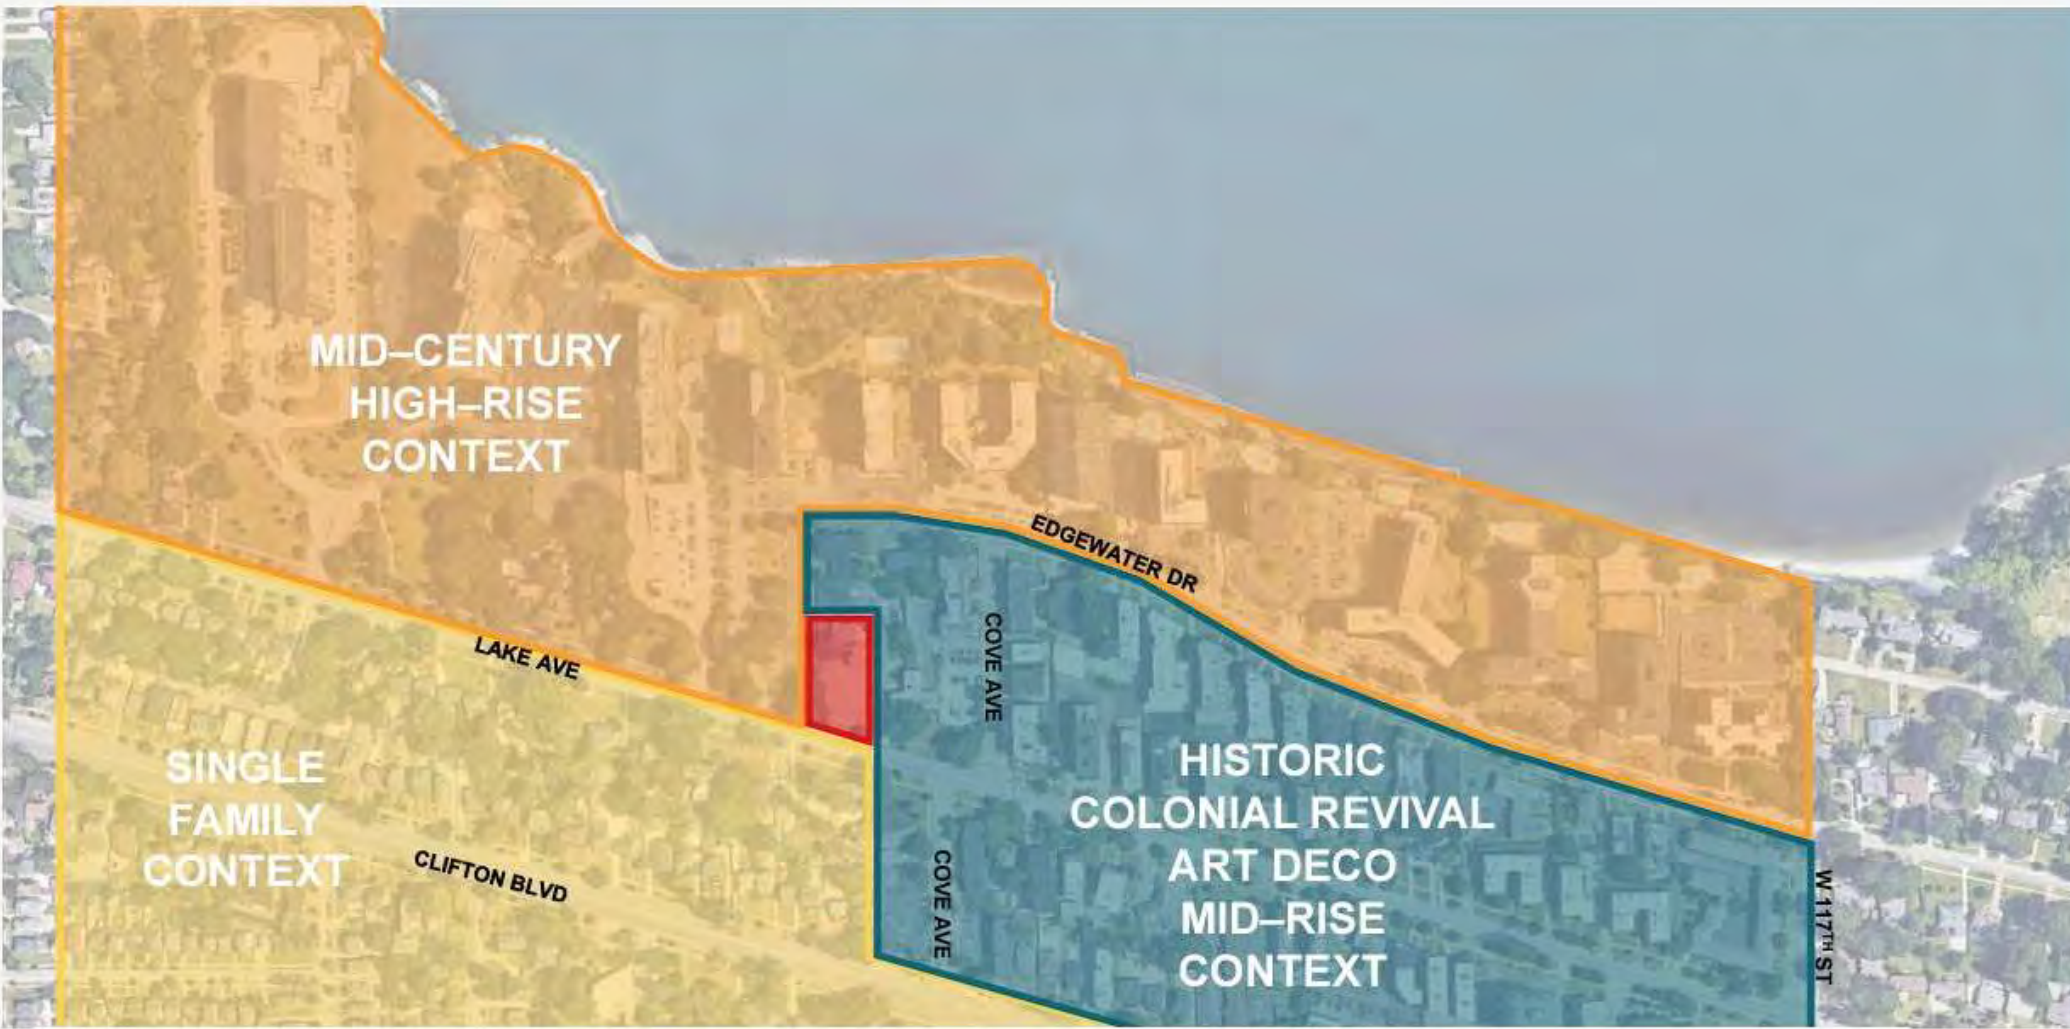 MID–CENTURY
HIGH–RISE
CONTEXT
EDGEWATER DR
COVE AVE
LAKE AVE
SINGLE
FAMILY
CONTEXT
CLIFTON BLVD
HISTORIC
COLONIAL REVIVAL
ART DECO
MID–RISE
CONTEXT
COVE AVE
W 117TH ST